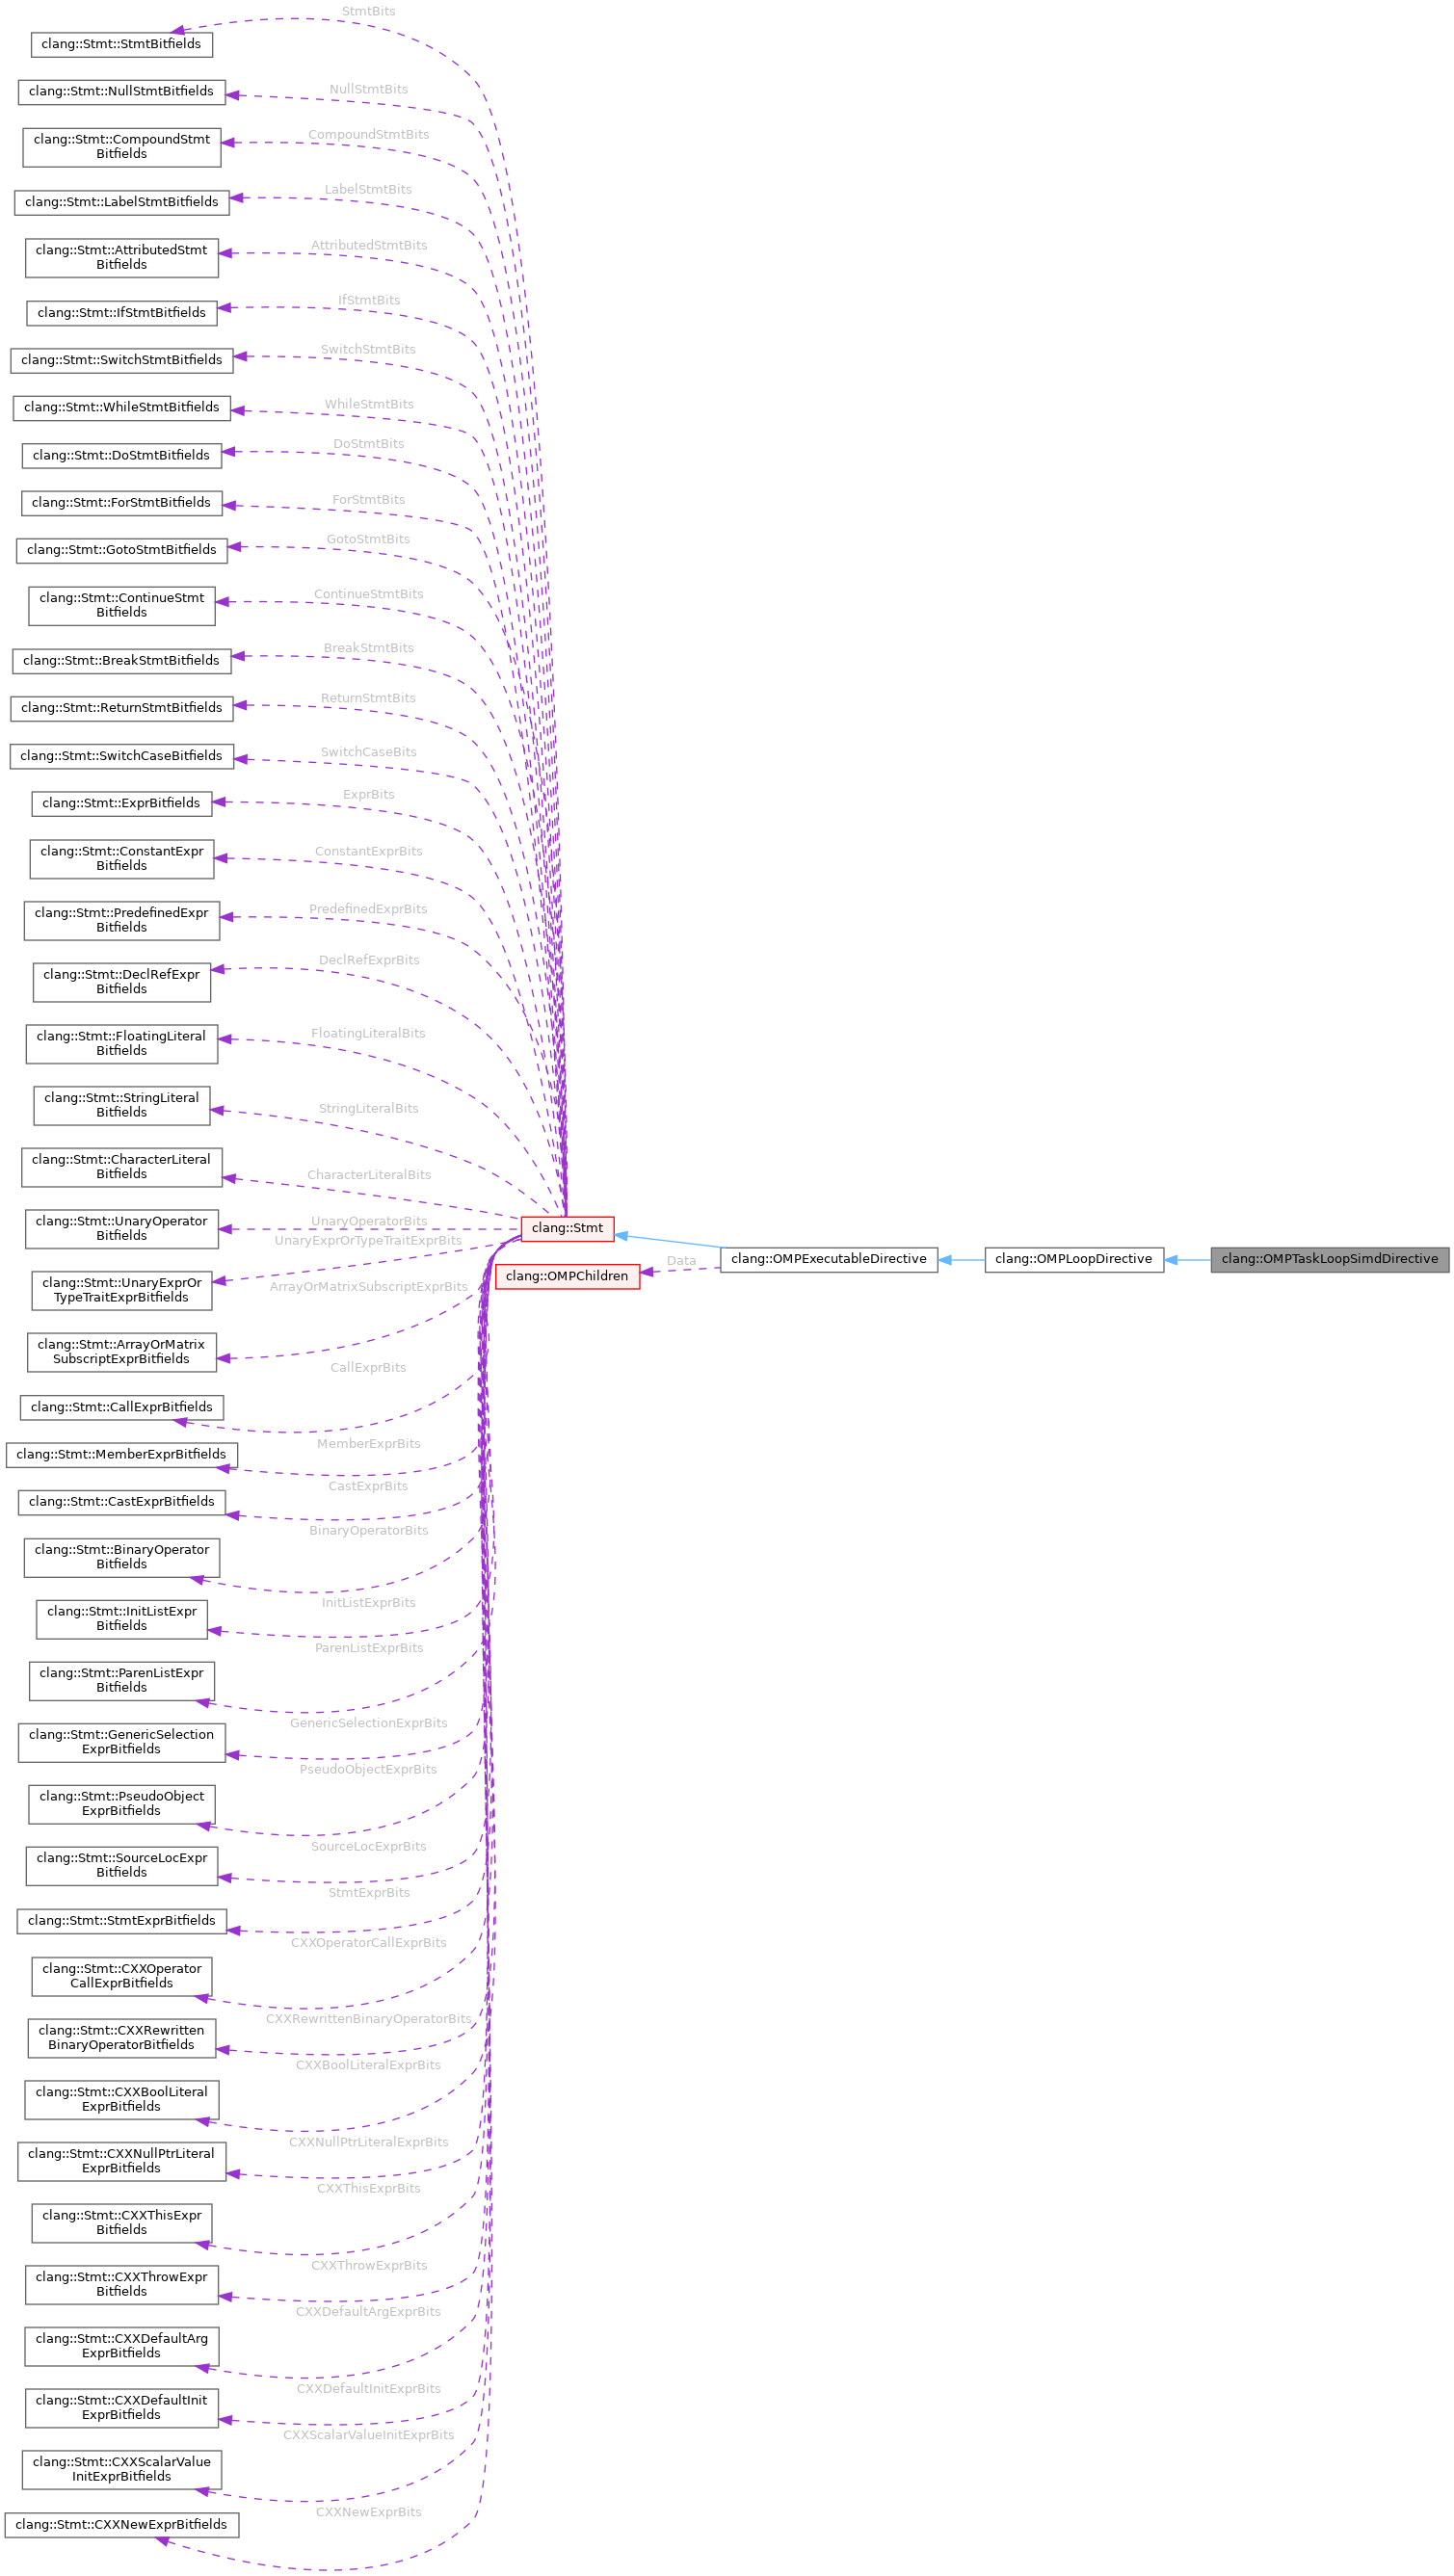 StmtBits
clang::Stmt::StmtBitfields
NullStmtBits
clang::Stmt::NullStmtBitfields
CompoundStmtBits
clang::Stmt::CompoundStmt
Bitfields
LabelStmtBits
clang::Stmt::LabelStmtBitfields
AttributedStmtBits
clang::Stmt::AttributedStmt
Bitfields
IfStmtBits
clang::Stmt::IfStmtBitfields
SwitchStmtBits
clang::Stmt::SwitchStmtBitfields
WhileStmtBits
clang::Stmt::WhileStmtBitfields
DoStmtBits
clang::Stmt::DoStmtBitfields
ForStmtBits
clang::Stmt::ForStmtBitfields
GotoStmtBits
clang::Stmt::GotoStmtBitfields
ContinueStmtBits
clang::Stmt::ContinueStmt
Bitfields
BreakStmtBits
clang::Stmt::BreakStmtBitfields
ReturnStmtBits
clang::Stmt::ReturnStmtBitfields
SwitchCaseBits
clang::Stmt::SwitchCaseBitfields
ExprBits
clang::Stmt::ExprBitfields
ConstantExprBits
clang::Stmt::ConstantExpr
Bitfields
PredefinedExprBits
clang::Stmt::PredefinedExpr
Bitfields
DeclRefExprBits
clang::Stmt::DeclRefExpr
Bitfields
FloatingLiteralBits
clang::Stmt::FloatingLiteral
Bitfields
StringLiteralBits
clang::Stmt::StringLiteral
Bitfields
CharacterLiteralBits
clang::Stmt::CharacterLiteral
Bitfields
UnaryOperatorBits
clang::Stmt::UnaryOperator
Bitfields
clang::Stmt
UnaryExprOrTypeTraitExprBits
clang::Stmt::UnaryExprOr
TypeTraitExprBitfields
clang::OMPChildren
Data
clang::OMPExecutableDirective
clang::OMPLoopDirective
clang::OMPTaskLoopSimdDirective
ArrayOrMatrixSubscriptExprBits
clang::Stmt::ArrayOrMatrix
SubscriptExprBitfields
CallExprBits
clang::Stmt::CallExprBitfields
MemberExprBits
clang::Stmt::MemberExprBitfields
CastExprBits
clang::Stmt::CastExprBitfields
BinaryOperatorBits
clang::Stmt::BinaryOperator
Bitfields
InitListExprBits
clang::Stmt::InitListExpr
Bitfields
ParenListExprBits
clang::Stmt::ParenListExpr
Bitfields
GenericSelectionExprBits
clang::Stmt::GenericSelection
ExprBitfields
PseudoObjectExprBits
clang::Stmt::PseudoObject
ExprBitfields
SourceLocExprBits
clang::Stmt::SourceLocExpr
Bitfields
StmtExprBits
clang::Stmt::StmtExprBitfields
CXXOperatorCallExprBits
clang::Stmt::CXXOperator
CallExprBitfields
CXXRewrittenBinaryOperatorBits
clang::Stmt::CXXRewritten
BinaryOperatorBitfields
CXXBoolLiteralExprBits
clang::Stmt::CXXBoolLiteral
ExprBitfields
CXXNullPtrLiteralExprBits
clang::Stmt::CXXNullPtrLiteral
ExprBitfields
CXXThisExprBits
clang::Stmt::CXXThisExpr
Bitfields
CXXThrowExprBits
clang::Stmt::CXXThrowExpr
Bitfields
CXXDefaultArgExprBits
clang::Stmt::CXXDefaultArg
ExprBitfields
CXXDefaultInitExprBits
clang::Stmt::CXXDefaultInit
ExprBitfields
CXXScalarValueInitExprBits
clang::Stmt::CXXScalarValue
InitExprBitfields
CXXNewExprBits
clang::Stmt::CXXNewExprBitfields